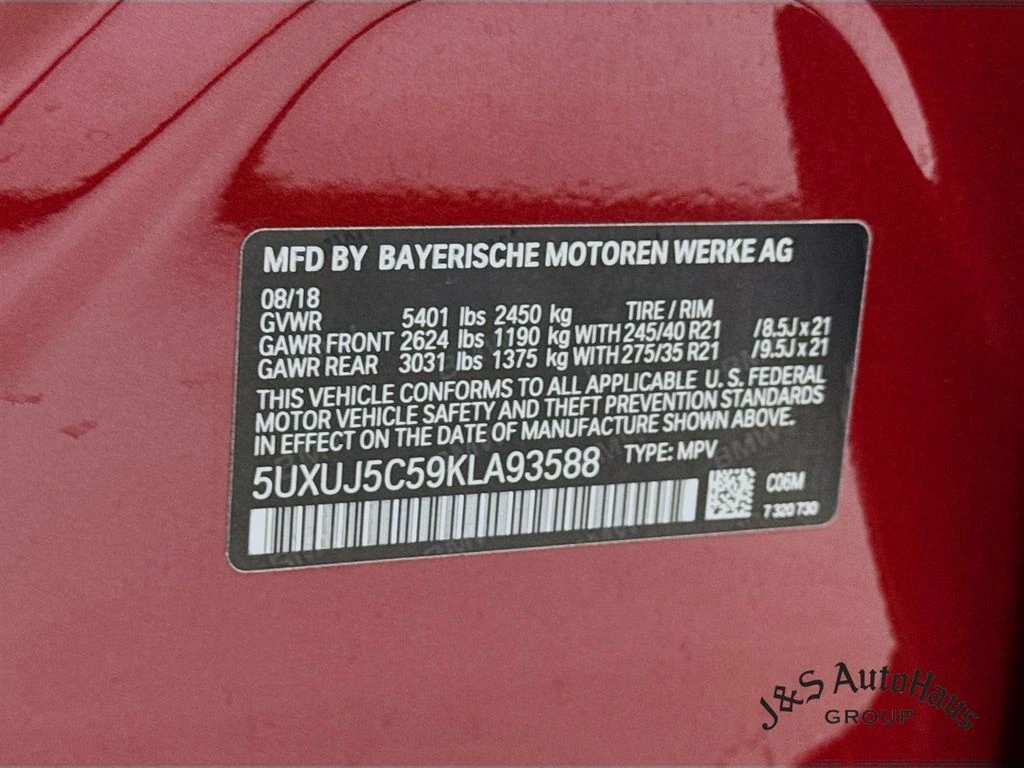 MFD BY BAYERISCHE MOTOREN WERKE AG
08/18
GVWR 5401 lbs 2450 kg TIRE / RIM
GAWR FRONT 2624 lbs 1190 kg WITH 245/40 R21 /8.5J x 21
GAWR REAR 3031 lbs 1375 kg WITH 275/35 R21 /9.5J x 21
THIS VEHICLE CONFORMS TO ALL APPLICABLE U.S. FEDERAL
MOTOR VEHICLE SAFETY AND THEFT PREVENTION STANDARDS
IN EFFECT ON THE DATE OF MANUFACTURE SHOWN ABOVE.
5UXUJ5C59KLA93588 TYPE: MPV
C06M
7 320 730
J&S AutoHaus
GROUP